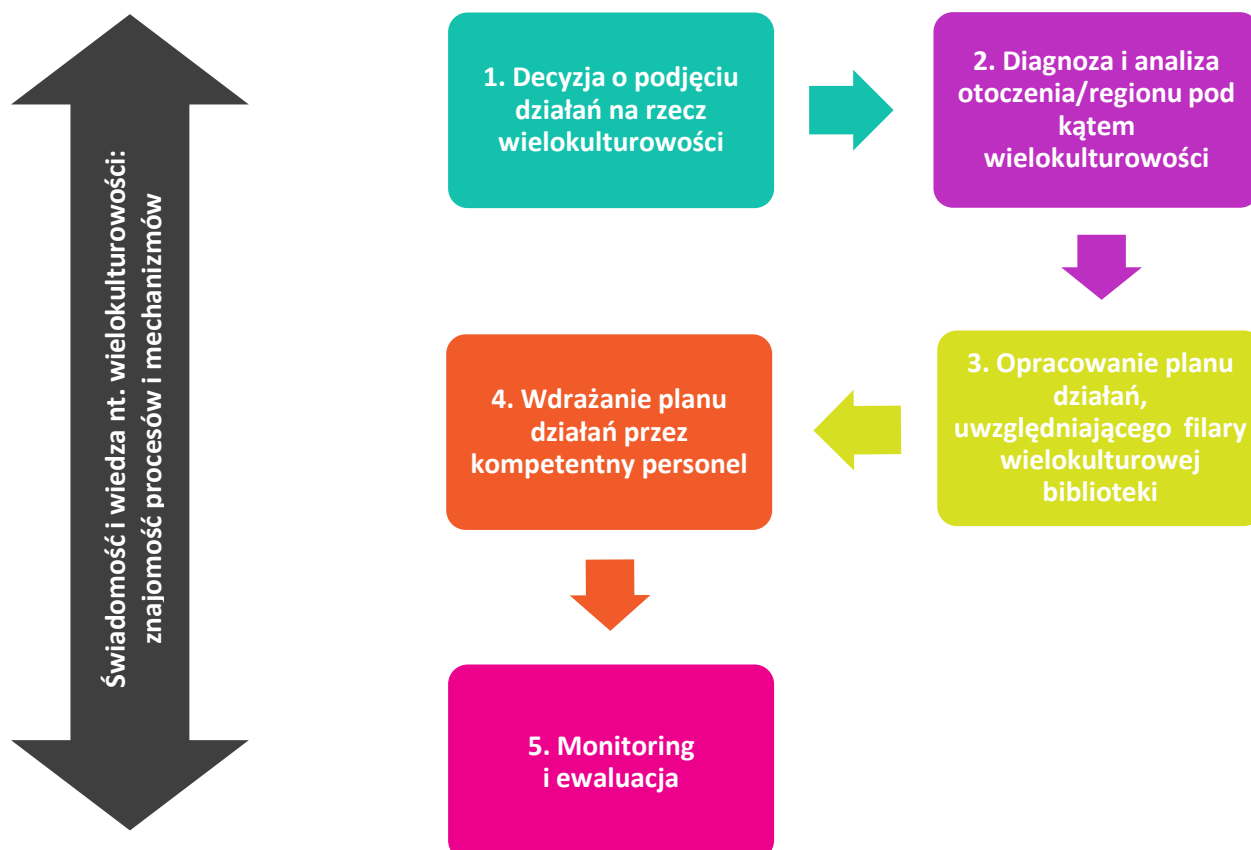 Świadomość i wiedza nt. wielokulturowości:
znajomość procesów i mechanizmów
1. Decyzja o podjęciu
działań na rzecz
wielokulturowości
2. Diagnoza i analiza
otoczenia/regionu pod
kątem
wielokulturowości
3. Opracowanie planu
działań,
uwzględniającego filary
wielokulturowej
biblioteki
4. Wdrażanie planu
działań przez
kompetentny personel
5. Monitoring
i ewaluacja